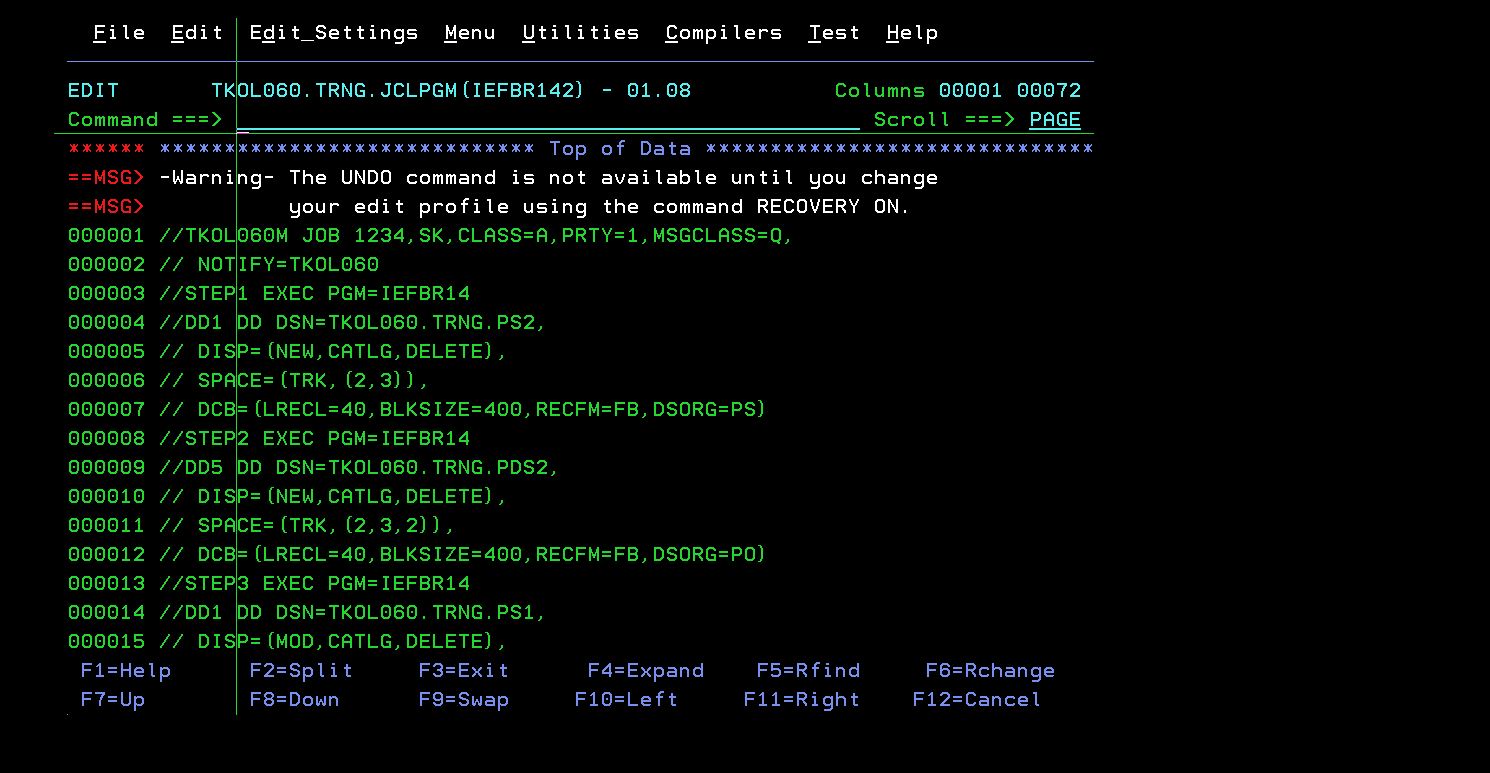 File  Edit  Edit_Settings  Menu  Utilities  Compilers  Test  Help
EDIT       TKOL060.TRNG.JCLPGM(IEFBR142) - 01.08           Columns 00001 00072
Command ===>                                                  Scroll ===> PAGE
****** ***************************** Top of Data ******************************
==MSG> -Warning- The UNDO command is not available until you change
==MSG>           your edit profile using the command RECOVERY ON.
000001 //TKOL060M JOB 1234,SK,CLASS=A,PRTY=1,MSGCLASS=Q,
000002 // NOTIFY=TKOL060
000003 //STEP1 EXEC PGM=IEFBR14
000004 //DD1 DD DSN=TKOL060.TRNG.PS2,
000005 // DISP=(NEW,CATLG,DELETE),
000006 // SPACE=(TRK,(2,3)),
000007 // DCB=(LRECL=40,BLKSIZE=400,RECFM=FB,DSORG=PS)
000008 //STEP2 EXEC PGM=IEFBR14
000009 //DD5 DD DSN=TKOL060.TRNG.PDS2,
000010 // DISP=(NEW,CATLG,DELETE),
000011 // SPACE=(TRK,(2,3,2)),
000012 // DCB=(LRECL=40,BLKSIZE=400,RECFM=FB,DSORG=PO)
000013 //STEP3 EXEC PGM=IEFBR14
000014 //DD1 DD DSN=TKOL060.TRNG.PS1,
000015 // DISP=(MOD,CATLG,DELETE),
F1=Help      F2=Split     F3=Exit      F4=Expand    F5=Rfind     F6=Rchange
F7=Up        F8=Down      F9=Swap     F10=Left     F11=Right    F12=Cancel